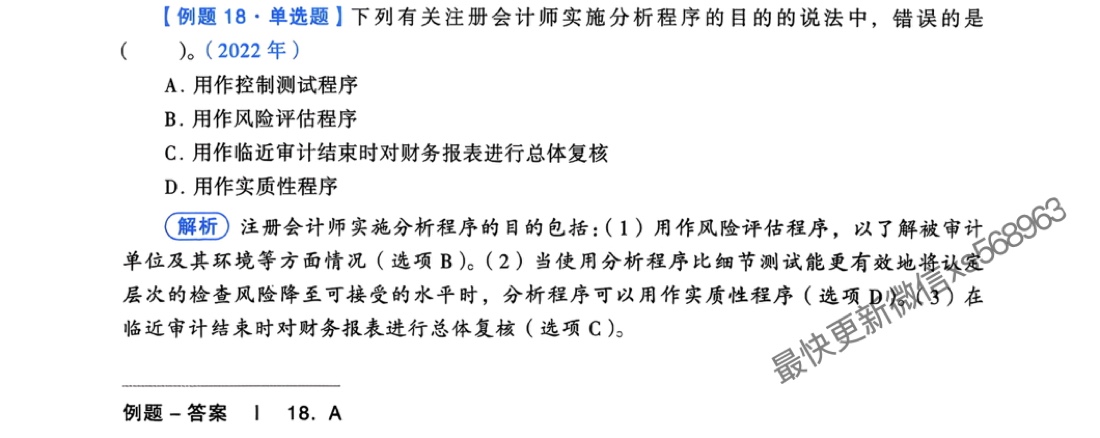 【例题 18·单选题】下列有关注册会计师实施分析程序的目的的说法中，错误的是
(　　)。（2022 年）
A. 用作控制测试程序
B. 用作风险评估程序
C. 用作临近审计结束时对财务报表进行总体复核
D. 用作实质性程序
解析 注册会计师实施分析程序的目的包括：（1）用作风险评估程序，以了解被审计
单位及其环境等方面情况（选项 B）。（2）当使用分析程序比细节测试能更有效地将认定
层次的检查风险降至可接受的水平时，分析程序可以用作实质性程序（选项 D）。（3）在
临近审计结束时对财务报表进行总体复核（选项 C）。
最快更新微信xs568963
例题 – 答案　|　18. A